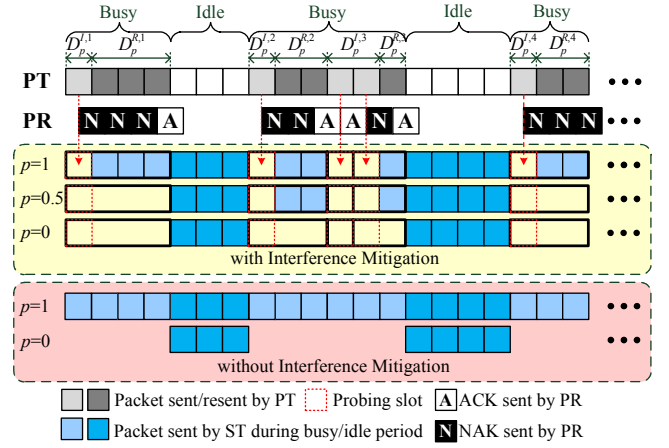 Busy Idle Busy Idle Busy
D_p^{I,1} D_p^{R,1} D_p^{I,2} D_p^{R,2} D_p^{I,3} D_p^{R,3} D_p^{I,4} D_p^{R,4}
PT •••
PR N N N A N N A A N A N N N •••
p=1 •••
p=0.5
p=0 •••
with Interference Mitigation
p=1 •••
p=0 •••
without Interference Mitigation
Packet sent/resent by PT Probing slot A ACK sent by PR
Packet sent by ST during busy/idle period N NAK sent by PR